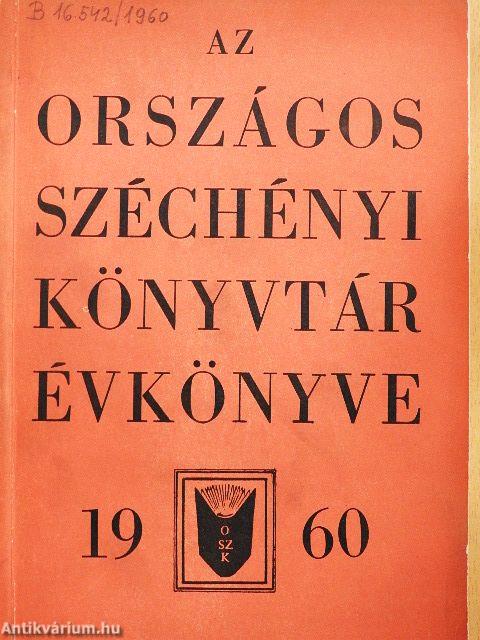 B 16.542/1960
AZ
ORSZÁGOS
SZÉCHÉNYI
KÖNYVTÁR
ÉVKÖNYVE
19 60
O
SZ
K
Antikvárium.hu